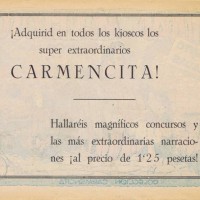 ¡Adquirid en todos los kioscos los
super extraordinarios
CARMENCITA!
Hallaréis magníficos concursos y
las más extraordinarias narracio-
nes ¡al precio de 1'25 pesetas!